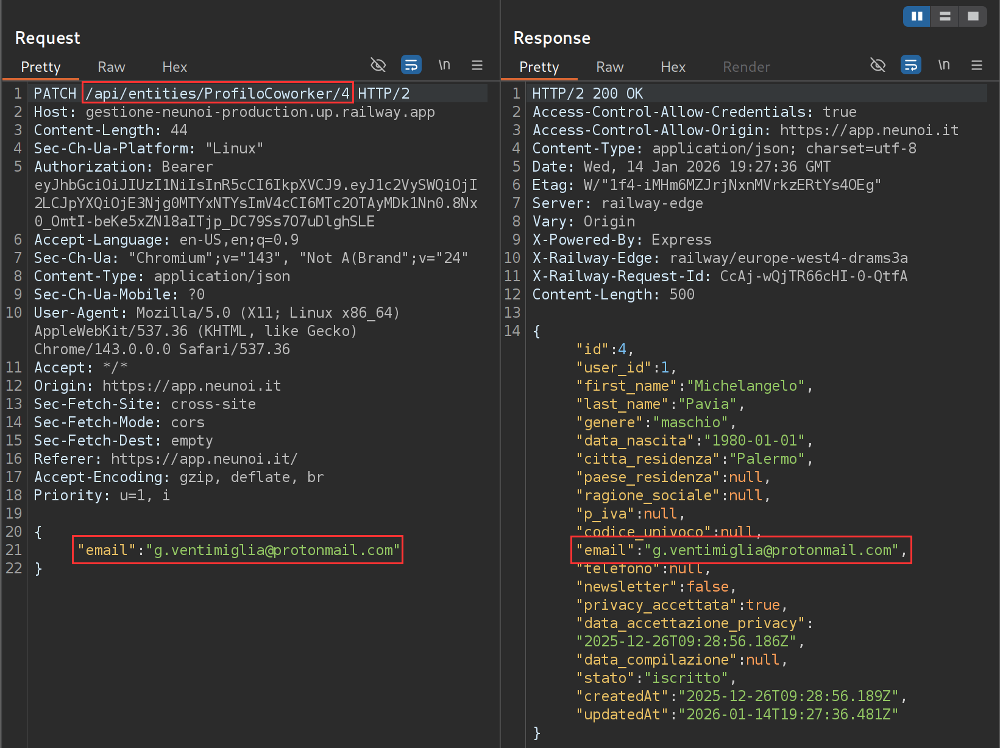 Request
Pretty Raw Hex \n
1 PATCH /api/entities/ProfiloCoworker/4 HTTP/2
2 Host: gestione-neunoi-production.up.railway.app
3 Content-Length: 44
4 Sec-Ch-Ua-Platform: "Linux"
5 Authorization: Bearer
eyJhbGciOiJIUzI1NiIsInR5cCI6IkpXVCJ9.eyJ1c2VySWQiOjI
2LCJpYXQiOjE3Njg0MTYxNTYsImV4cCI6MTc2OTAyMDk1Nn0.8Nx
0_OmtI-beKe5xZN18aITjp_DC79Ss7O7uDlghSLE
6 Accept-Language: en-US,en;q=0.9
7 Sec-Ch-Ua: "Chromium";v="143", "Not A(Brand";v="24"
8 Content-Type: application/json
9 Sec-Ch-Ua-Mobile: ?0
10 User-Agent: Mozilla/5.0 (X11; Linux x86_64)
AppleWebKit/537.36 (KHTML, like Gecko)
Chrome/143.0.0.0 Safari/537.36
11 Accept: */*
12 Origin: https://app.neunoi.it
13 Sec-Fetch-Site: cross-site
14 Sec-Fetch-Mode: cors
15 Sec-Fetch-Dest: empty
16 Referer: https://app.neunoi.it/
17 Accept-Encoding: gzip, deflate, br
18 Priority: u=1, i
19
20 {
21 "email":"g.ventimiglia@protonmail.com"
22 }
Response
Pretty Raw Hex Render \n
1 HTTP/2 200 OK
2 Access-Control-Allow-Credentials: true
3 Access-Control-Allow-Origin: https://app.neunoi.it
4 Content-Type: application/json; charset=utf-8
5 Date: Wed, 14 Jan 2026 19:27:36 GMT
6 Etag: W/"1f4-iMHm6MZJrjNxnMVrkzERtYs4OEg"
7 Server: railway-edge
8 Vary: Origin
9 X-Powered-By: Express
10 X-Railway-Edge: railway/europe-west4-drams3a
11 X-Railway-Request-Id: CcAj-wQjTR66cHI-0-QtfA
12 Content-Length: 500
13
14 {
"id":4,
"user_id":1,
"first_name":"Michelangelo",
"last_name":"Pavia",
"genere":"maschio",
"data_nascita":"1980-01-01",
"citta_residenza":"Palermo",
"paese_residenza":null,
"ragione_sociale":null,
"p_iva":null,
"codice_univoco":null,
"email":"g.ventimiglia@protonmail.com",
"telefono":null,
"newsletter":false,
"privacy_accettata":true,
"data_accettazione_privacy":
"2025-12-26T09:28:56.186Z",
"data_compilazione":null,
"stato":"iscritto",
"createdAt":"2025-12-26T09:28:56.189Z",
"updatedAt":"2026-01-14T19:27:36.481Z"
}